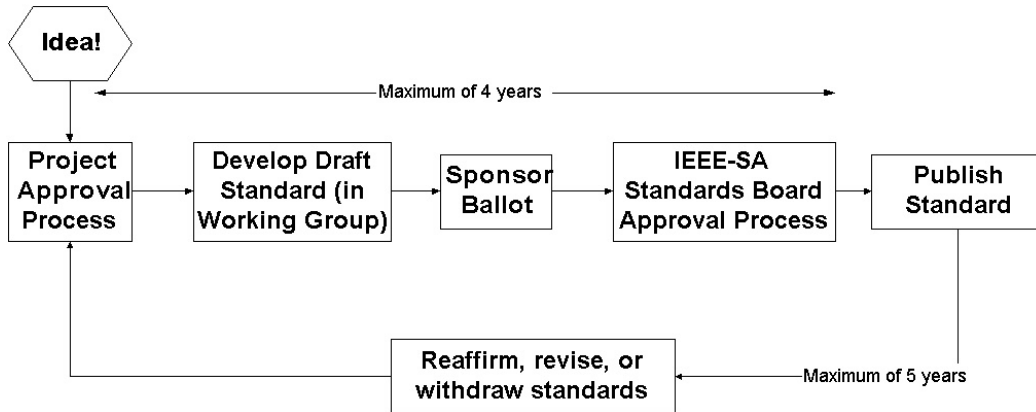 Idea!
Maximum of 4 years
Project
Approval
Process
Develop Draft
Standard (in
Working Group)
Sponsor
Ballot
IEEE-SA
Standards Board
Approval Process
Publish
Standard
Reaffirm, revise, or
withdraw standards
Maximum of 5 years